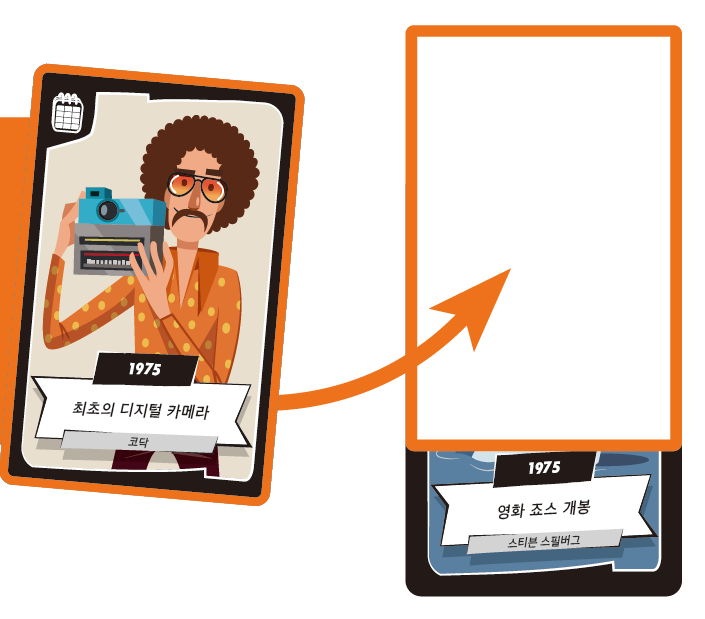 1975
최초의 디지털 카메라
코닥
1975
영화 죠스 개봉
스티븐 스필버그